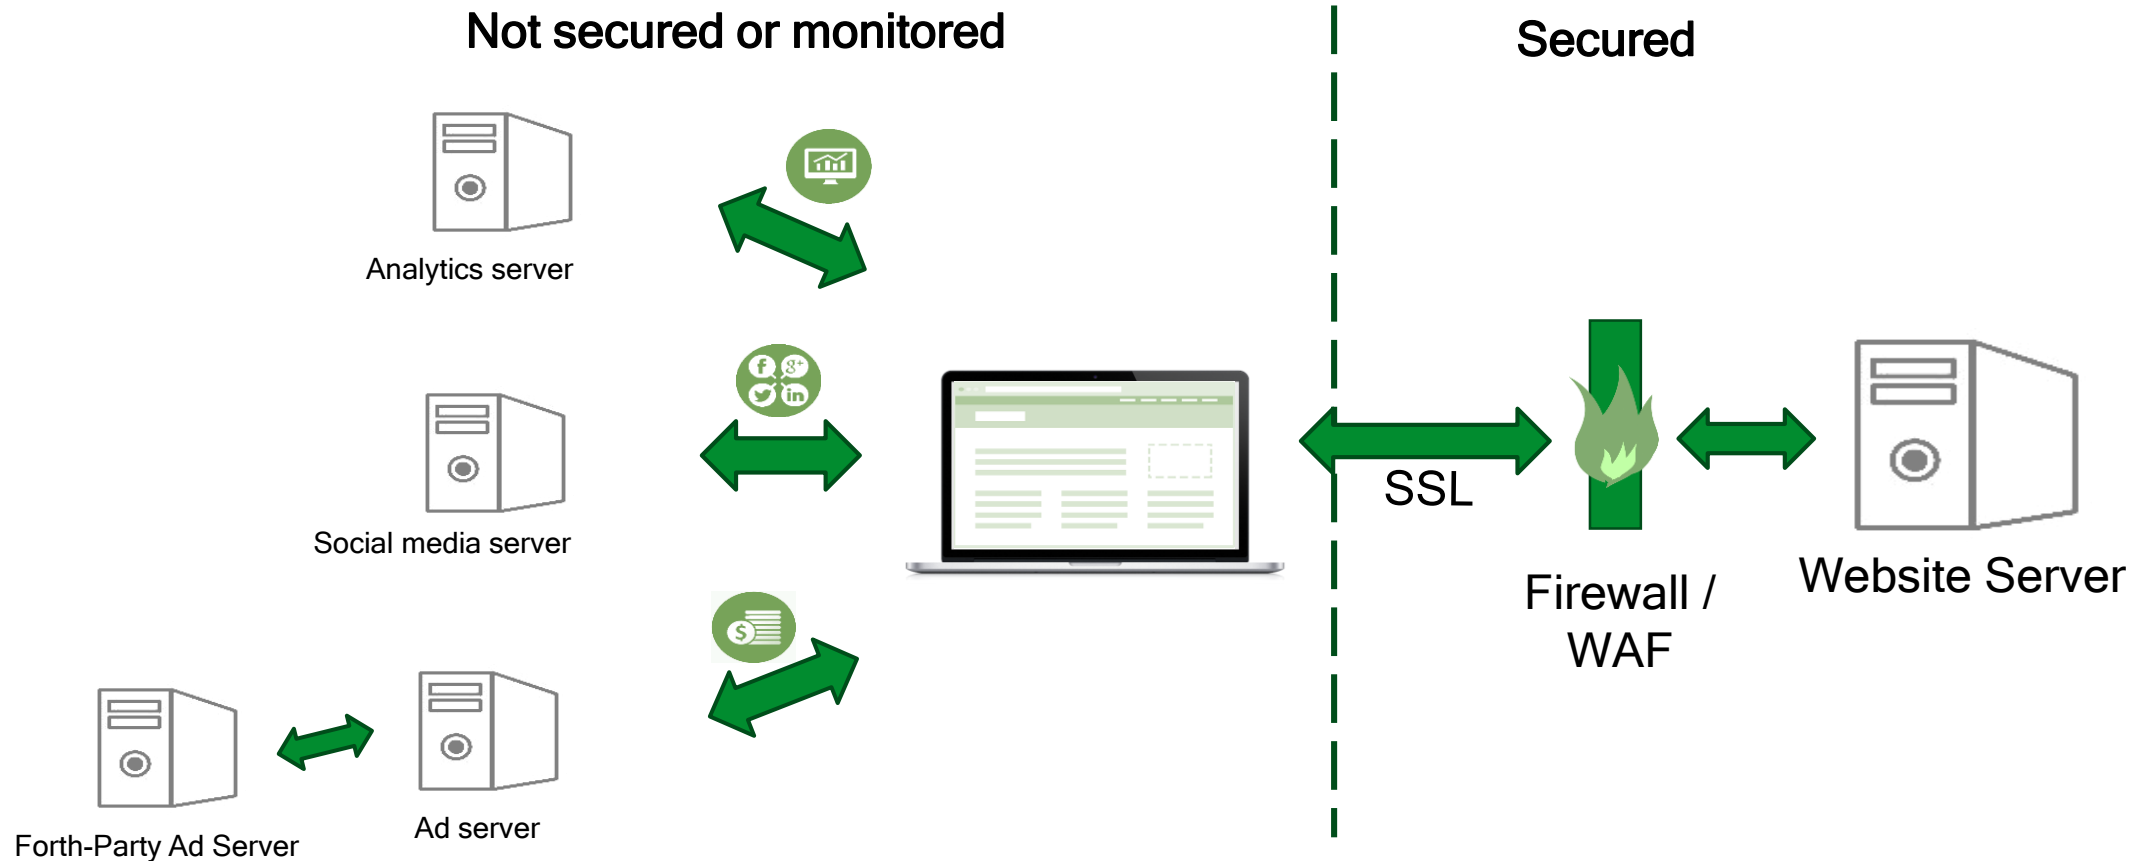 Not secured or monitored
Secured
Analytics server
f
g+
in
Social media server
SSL
Firewall /
WAF
Website Server
$
Ad server
Forth-Party Ad Server